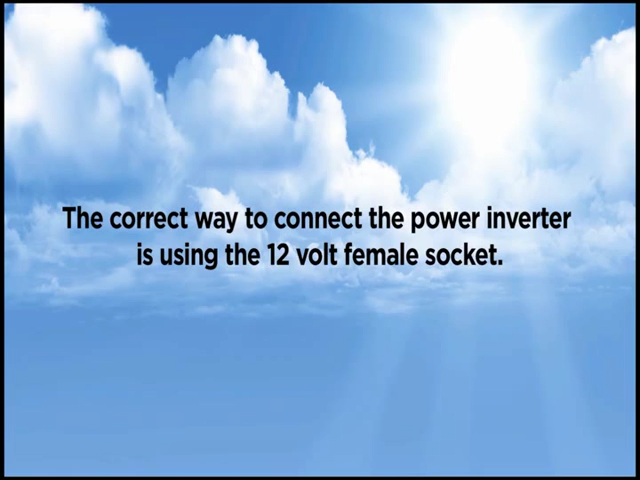 The correct way to connect the power inverter
is using the 12 volt female socket.